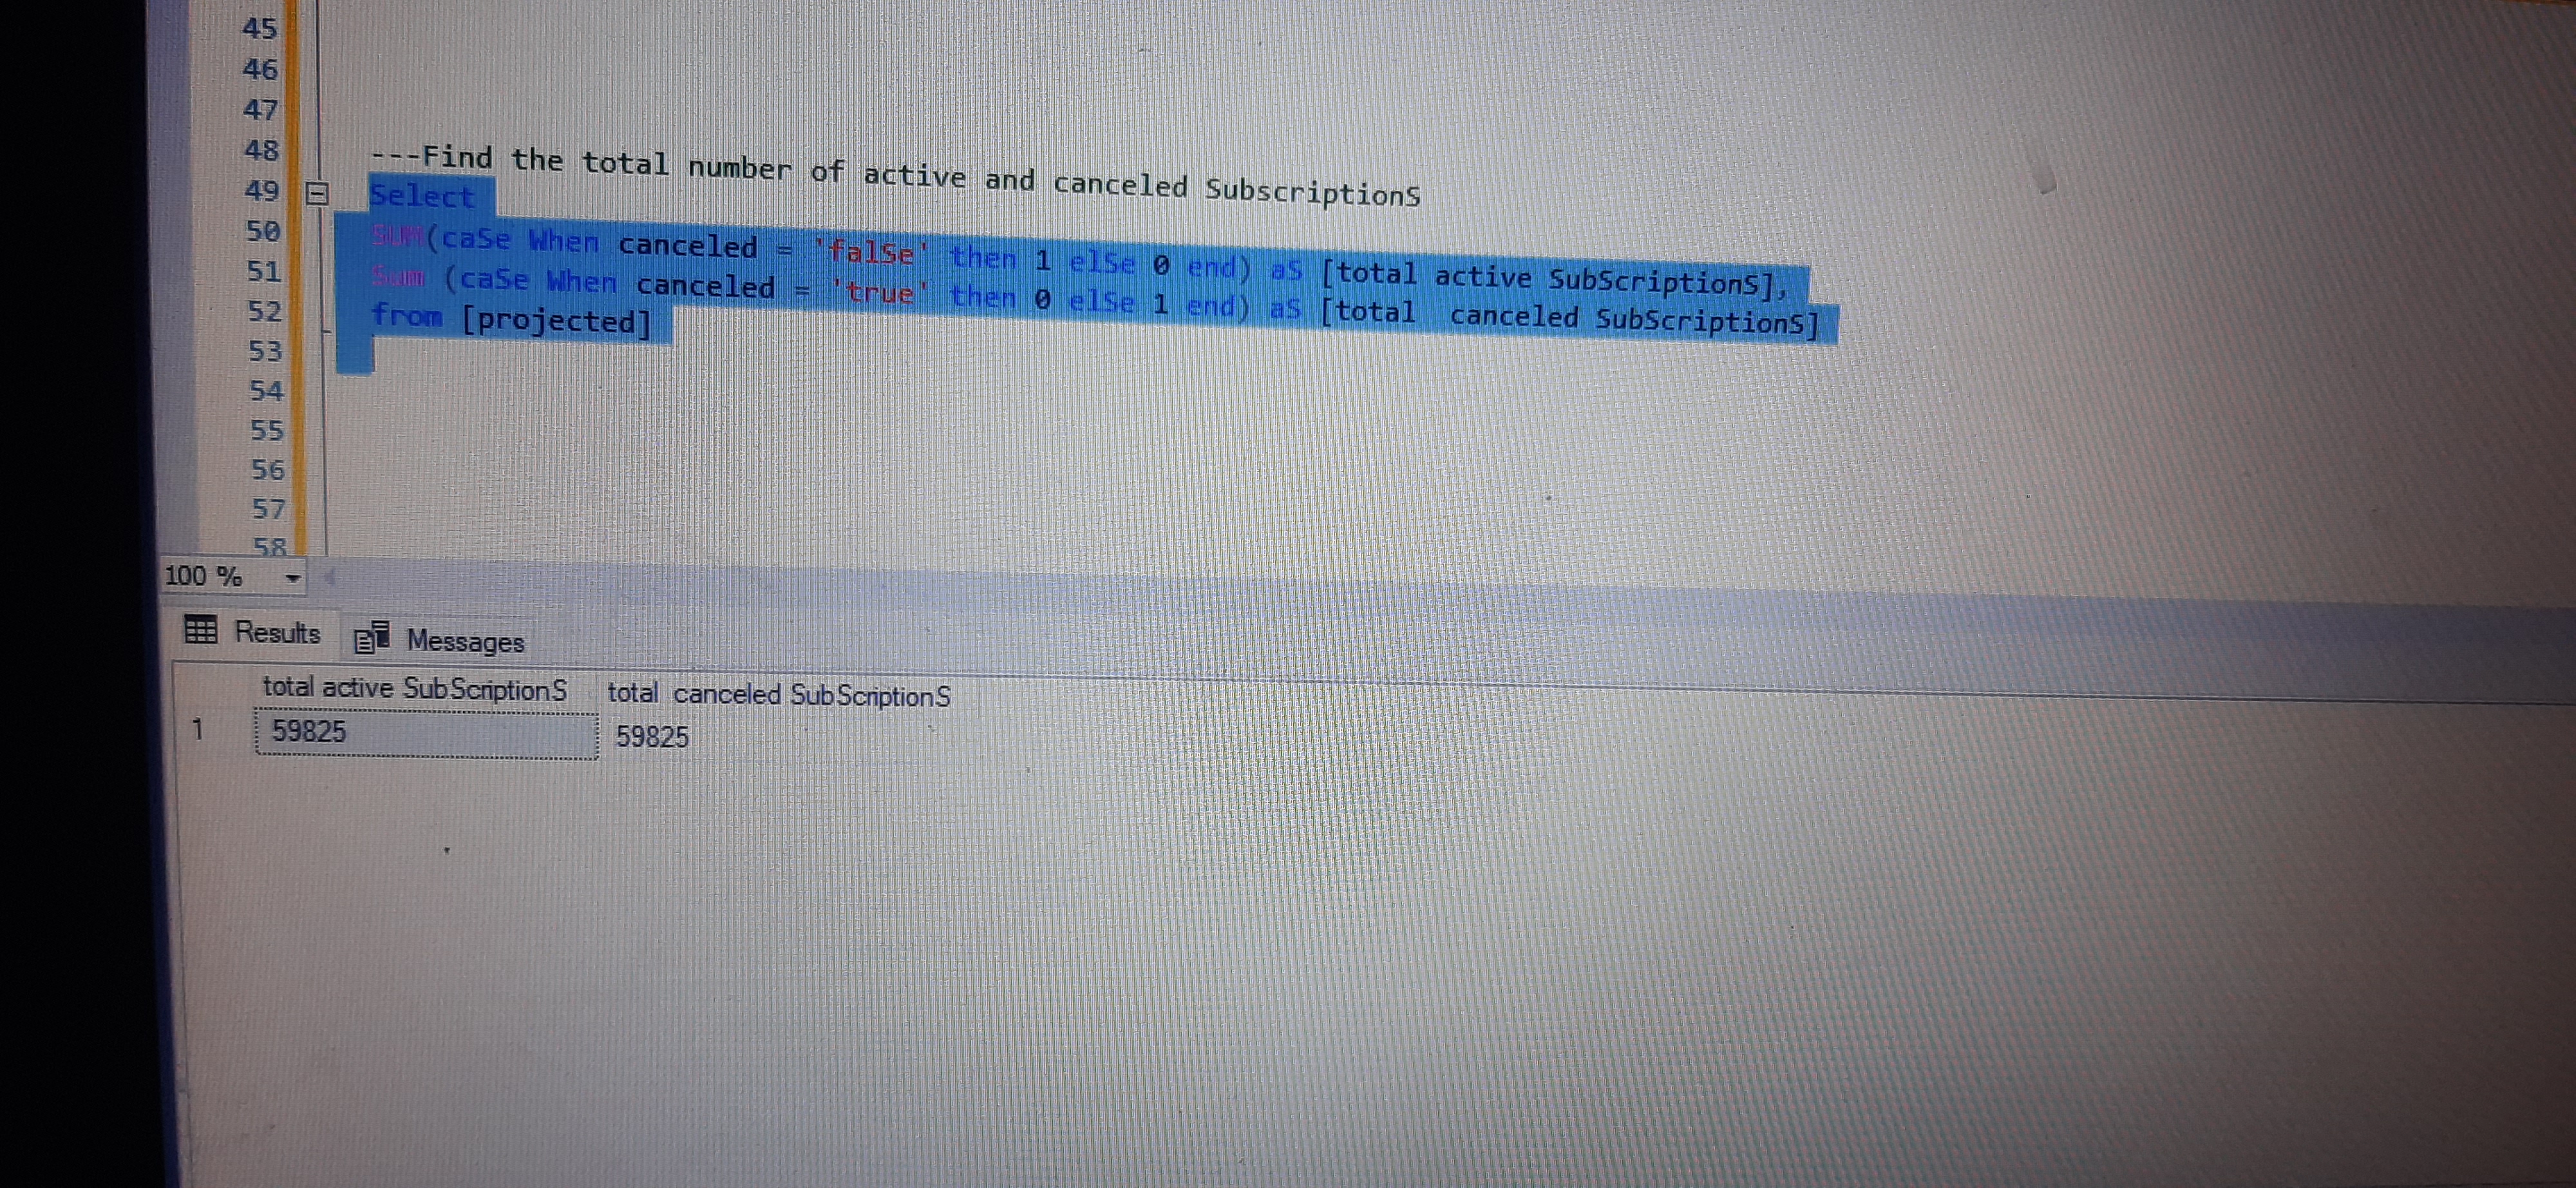 45
46
47
48 ---Find the total number of active and canceled SubscriptionS
49 Select
50 SUM(caSe When canceled = 'falSe' then 1 elSe 0 end) aS [total active SubScriptionS],
51 Sum (caSe When canceled = 'true' then 0 elSe 1 end) aS [total canceled SubScriptionS]
52 from [projected]
53
54
55
56
57
58
100 %
Results Messages
total active SubScriptionS total canceled SubScriptionS
1 59825 59825